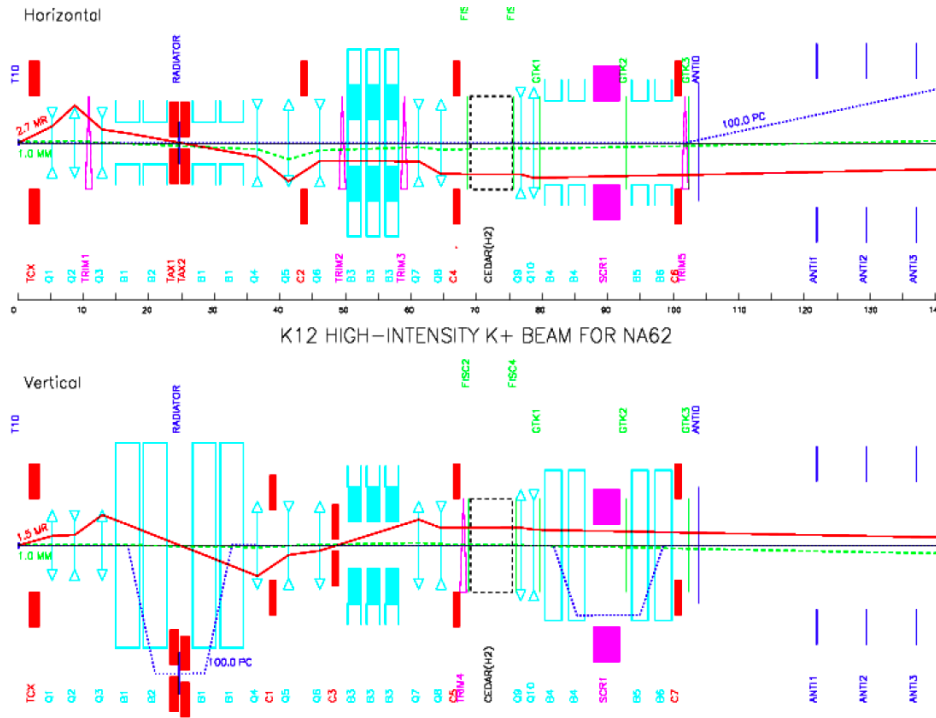 Horizontal
FIS
FIS
T10
RADIATOR
GTK1
GTK2
GTK3
ANTI0
2.7 MR
1.0 MM
100.0 PC
TCX
Q1
Q2
TRIM1
Q3
B1
B2
TAX1
TAX2
B1
B1
Q4
Q5
C2
Q6
TRIM2
B3
B3
TRIM3
B3
Q7
Q8
C4
CEDAR(H2)
Q9
Q10
B4
B4
SCR1
B5
B6
C6
TRIM5
ANTI1
ANTI2
ANTI3
0 10 20 30 40 50 60 70 80 90 100 110 120 130 140
K12 HIGH-INTENSITY K+ BEAM FOR NA62
Vertical
FISC2
FISC4
T10
RADIATOR
GTK1
GTK2
GTK3
ANTI0
1.5 MR
1.0 MM
100.0 PC
TCX
Q1
Q2
Q3
B1
B2
B1
B1
Q4
C1
Q5
Q6
C3
B3
B3
B3
Q7
Q8
C5
TRIM4
CEDAR(H2)
Q9
Q10
B4
B4
SCR1
B5
B6
C7
ANTI1
ANTI2
ANTI3